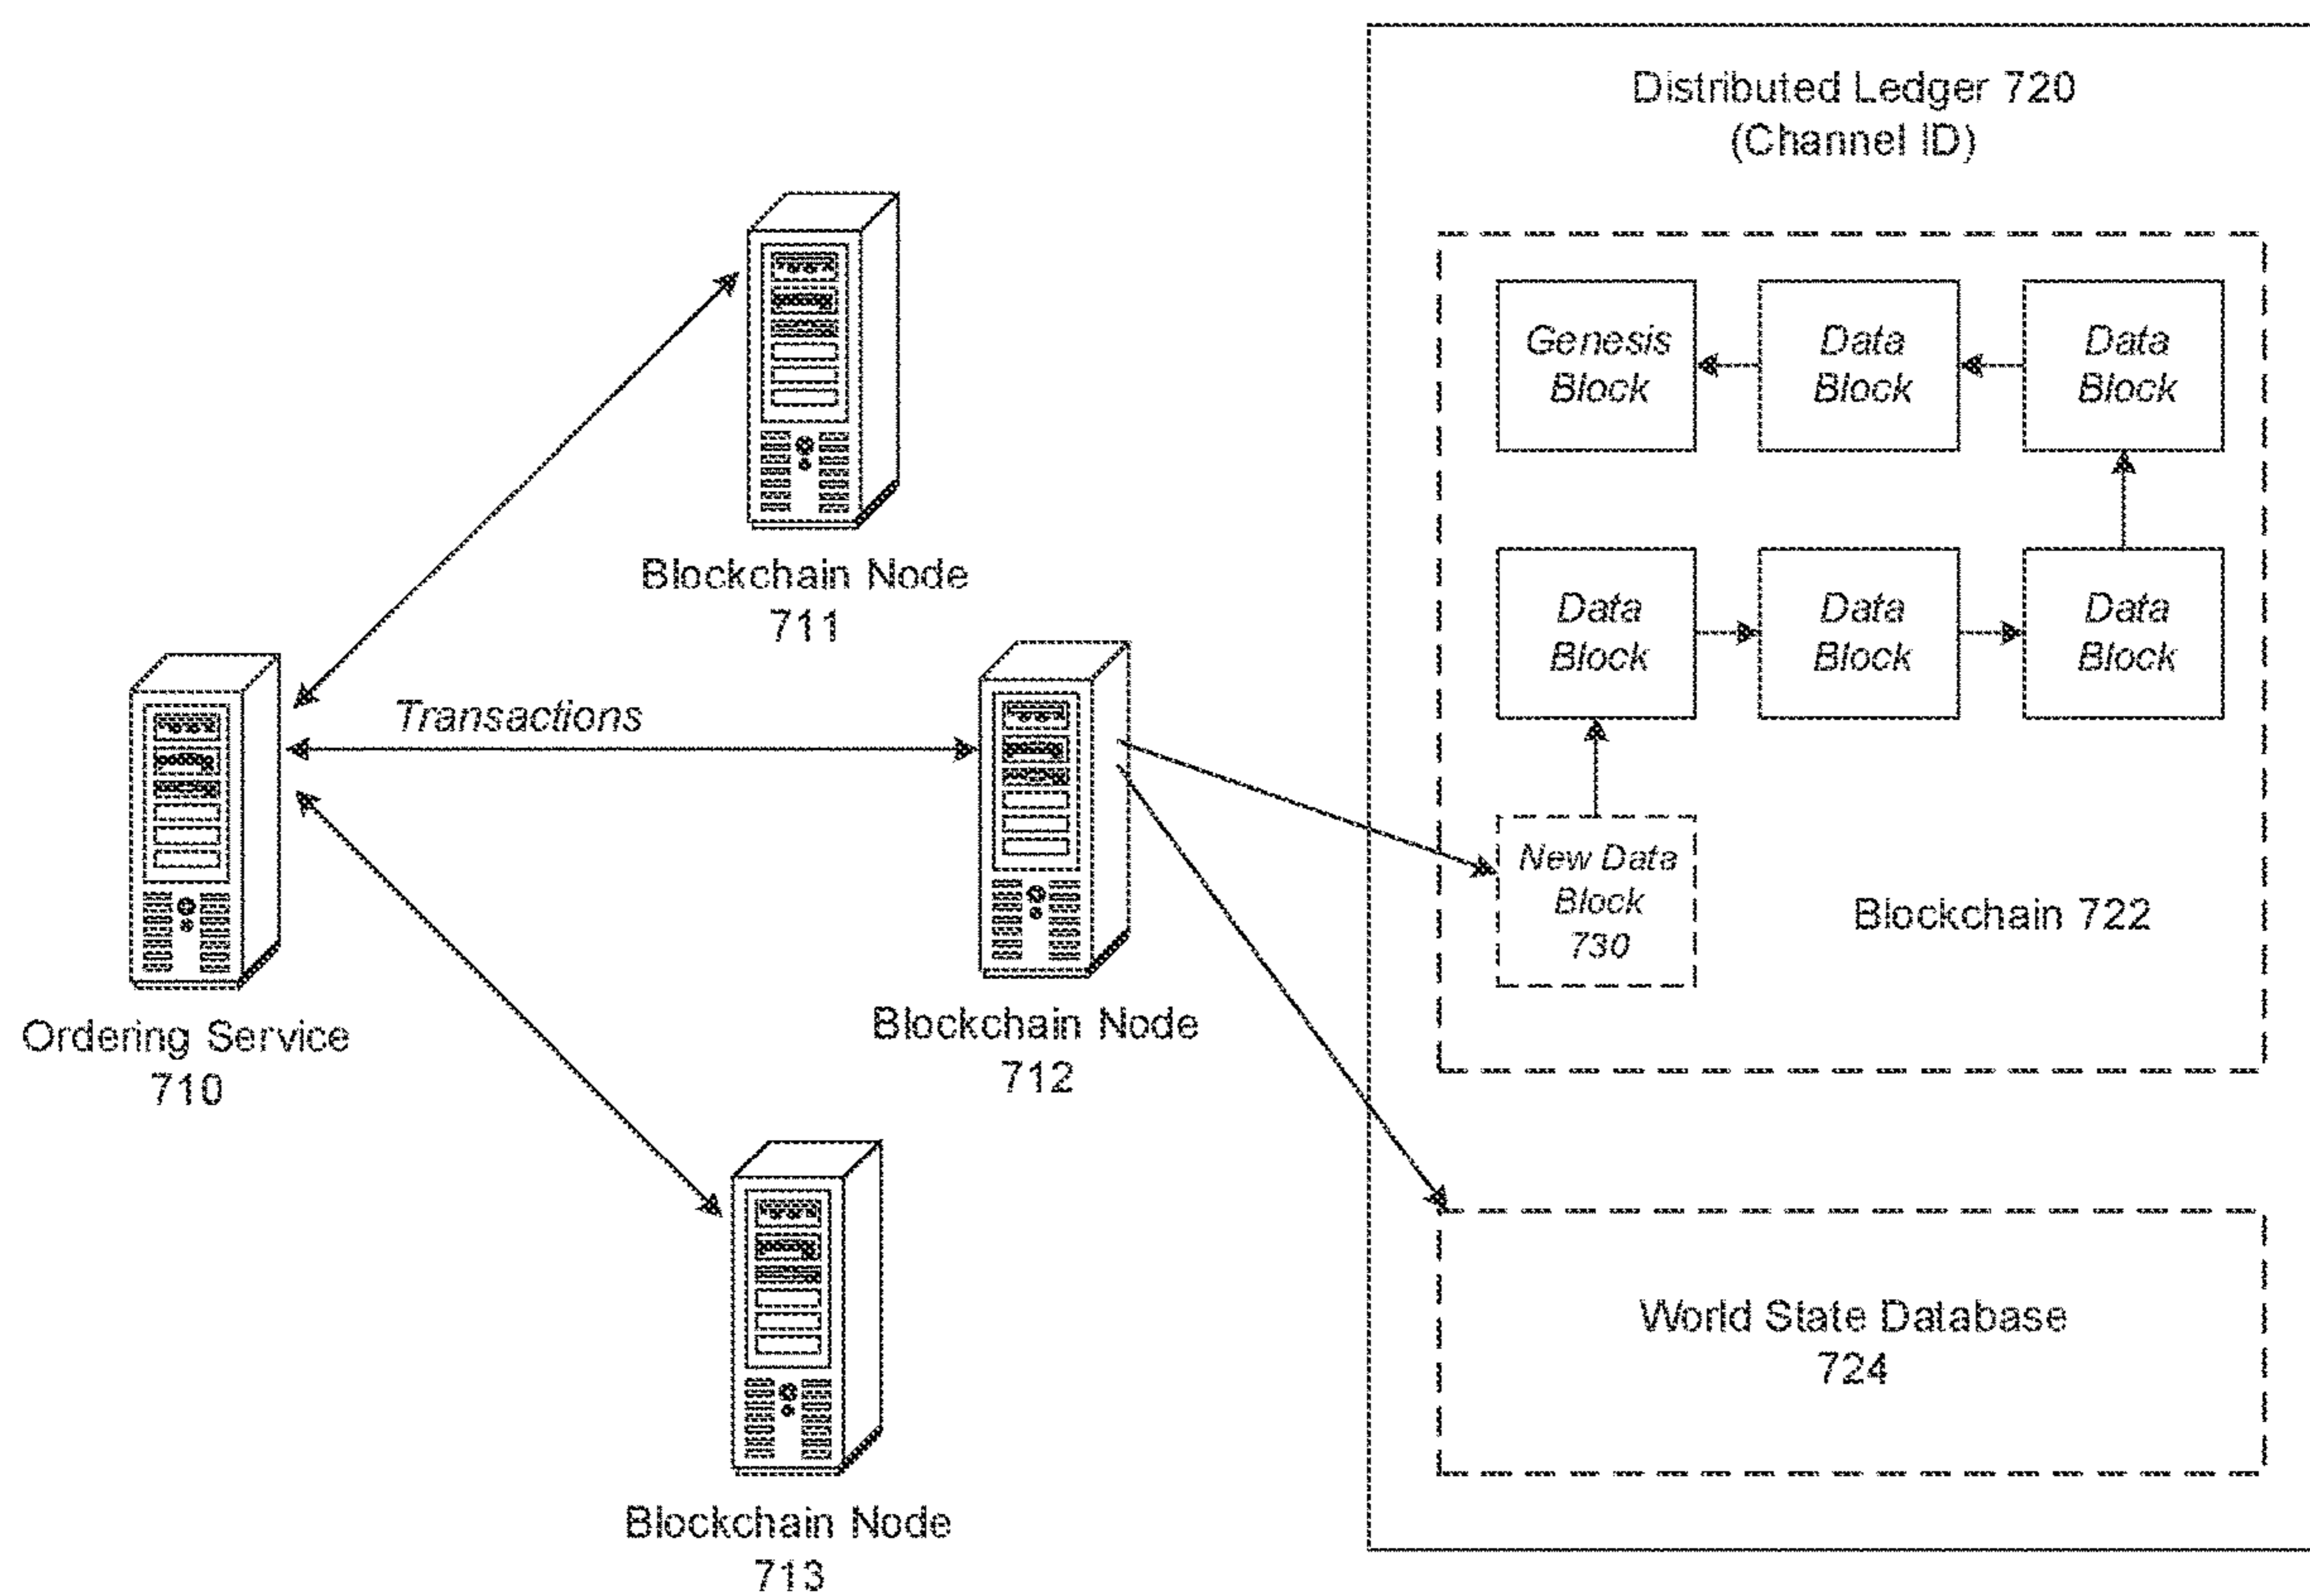 Distributed Ledger 720
(Channel ID)
Genesis
Block
Data
Block
Data
Block
Blockchain Node
711
Data
Block
Data
Block
Data
Block
Transactions
New Data
Block
730
Blockchain 722
Ordering Service
710
Blockchain Node
712
World State Database
724
Blockchain Node
713